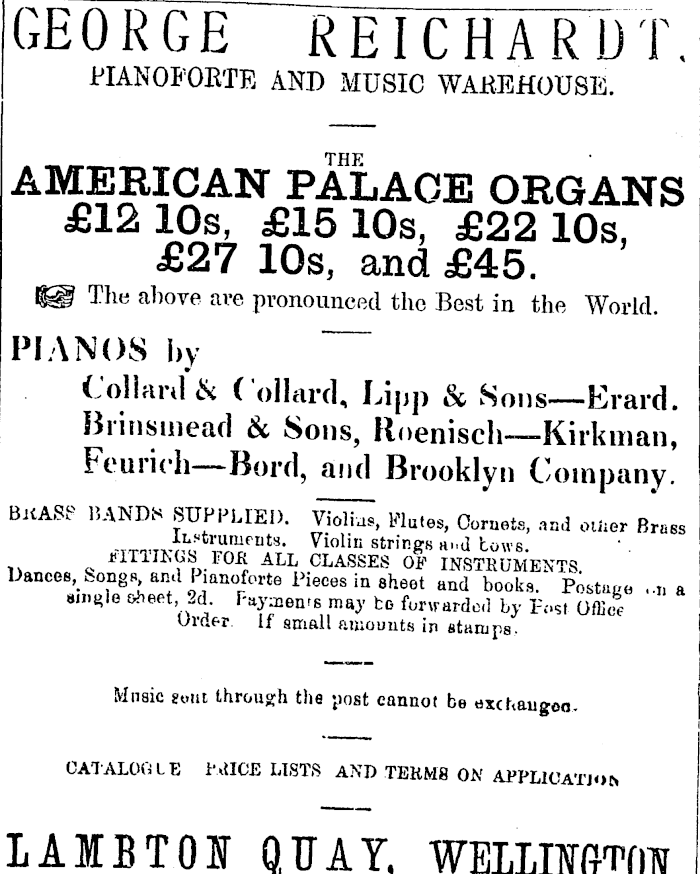 GEORGE REICHARDT.
PIANOFORTE AND MUSIC WAREHOUSE.
THE
AMERICAN PALACE ORGANS
£12 10s, £15 10s, £22 10s,
£27 10s, and £45.
The above are pronounced the Best in the World.
PIANOS by
Collard & Collard, Lipp & Sons—Erard.
Brinsmead & Sons, Roenisch—Kirkman,
Feurich—Bord, and Brooklyn Company.
BRASS BANDS SUPPLIED. Violins, Flutes, Cornets, and other Brass
Instruments. Violin strings and bows.
FITTINGS FOR ALL CLASSES OF INSTRUMENTS.
Dances, Songs, and Pianoforte Pieces in sheet and books. Postage on a
single sheet, 2d. Payments may be forwarded by Post Office
Order. If small amounts in stamps.
Music sent through the post cannot be exchanged.
CATALOGUE PRICE LISTS AND TERMS ON APPLICATION
LAMBTON QUAY, WELLINGTON